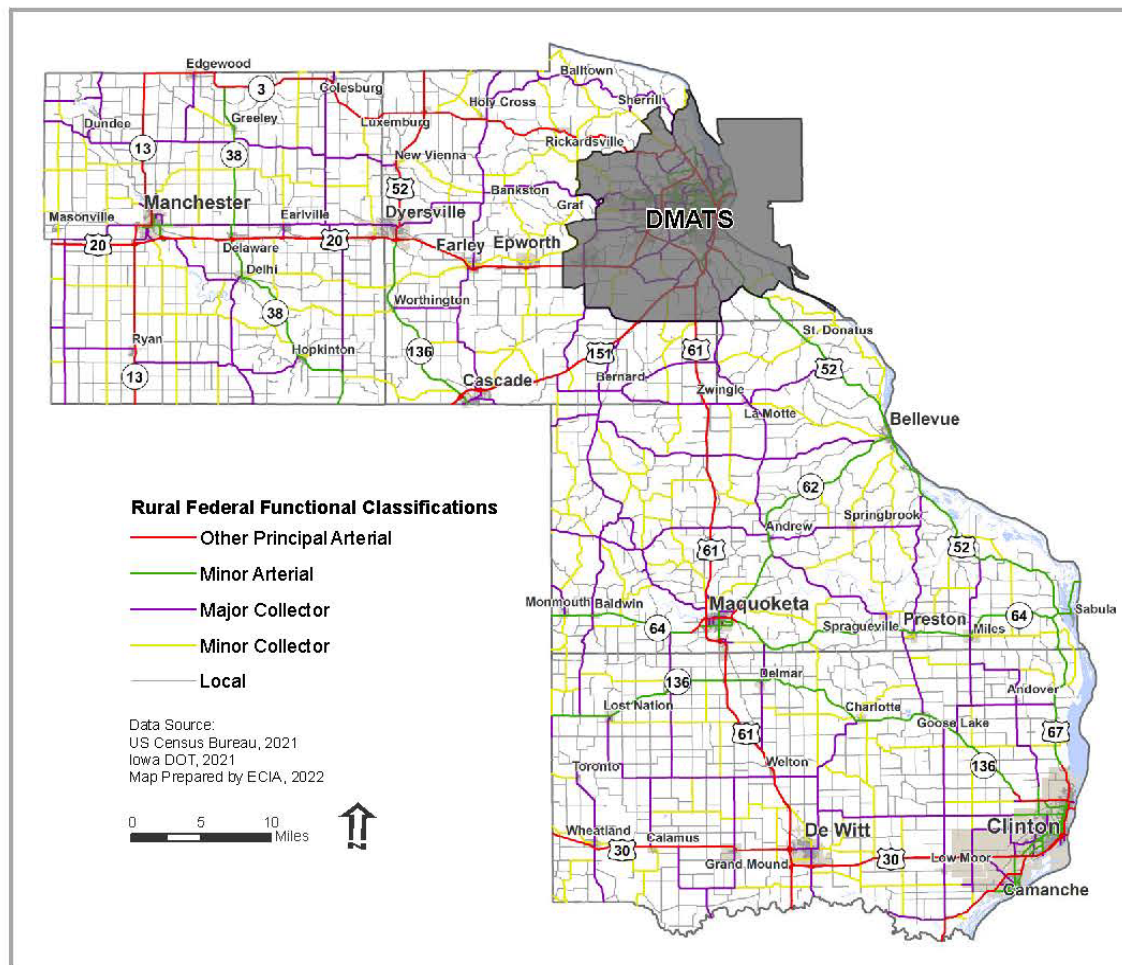 Edgewood
Balltown
3
Colesburg
Holy Cross
Sherrill
Greeley
Luxemburg
Dundee
Rickardsville
13
38
New Vienna
52
Bankston
Graf
Manchester
Masonville
Earlville
Dyersville
DMATS
20
Delaware
20
Farley
Epworth
Delhi
Worthington
38
St. Donatus
Ryan
Hopkinton
136
151
61
52
13
Bernard
Zwingle
Cascade
La Motte
Bellevue
62
Springbrook
Andrew
52
61
Monmouth
Baldwin
Maquoketa
Sabula
64
Spragueville
Preston
Miles
64
136
Delmar
Andover
Lost Nation
Charlotte
Goose Lake
61
67
Toronto
Welton
136
Wheatland
Calamus
De Witt
Clinton
30
Grand Mound
30
Low Moor
Camanche
Rural Federal Functional Classifications
Other Principal Arterial
Minor Arterial
Major Collector
Minor Collector
Local
Data Source:
US Census Bureau, 2021
Iowa DOT, 2021
Map Prepared by ECIA, 2022
0 5 10
Miles
N